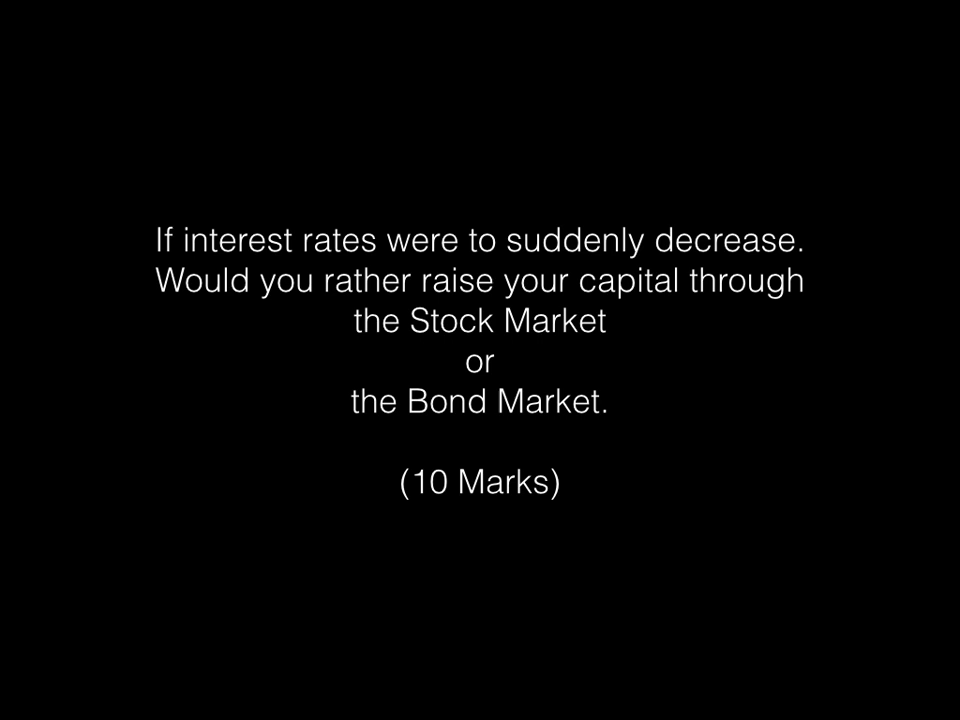 If interest rates were to suddenly decrease.
Would you rather raise your capital through
the Stock Market
or
the Bond Market.
(10 Marks)